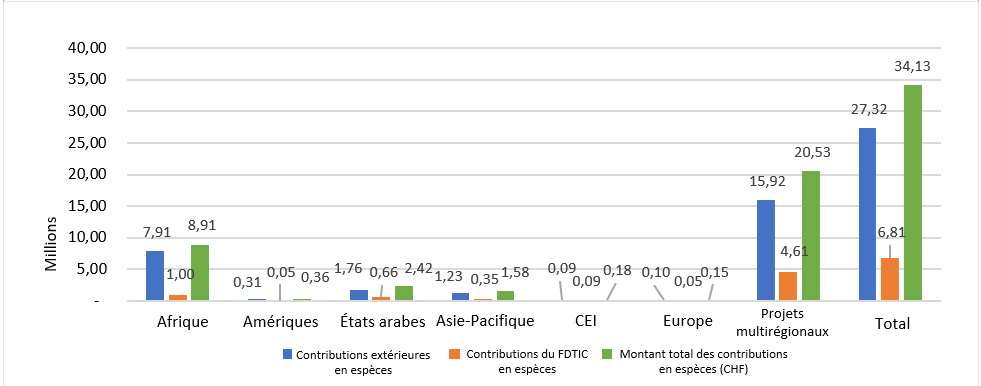 40,00
35,00
30,00
25,00
20,00
15,00
10,00
5,00
-
Millions
7,91
1,00
8,91
0,31
0,05
0,36
1,76
0,66
2,42
1,23
0,35
1,58
0,09
0,09
0,18
0,10
0,05
0,15
15,92
4,61
20,53
27,32
6,81
34,13
Afrique
Amériques
États arabes
Asie-Pacifique
CEI
Europe
Projets
multirégionaux
Total
Contributions extérieures
en espèces
Contributions du FDTIC
en espèces
Montant total des contributions
en espèces (CHF)